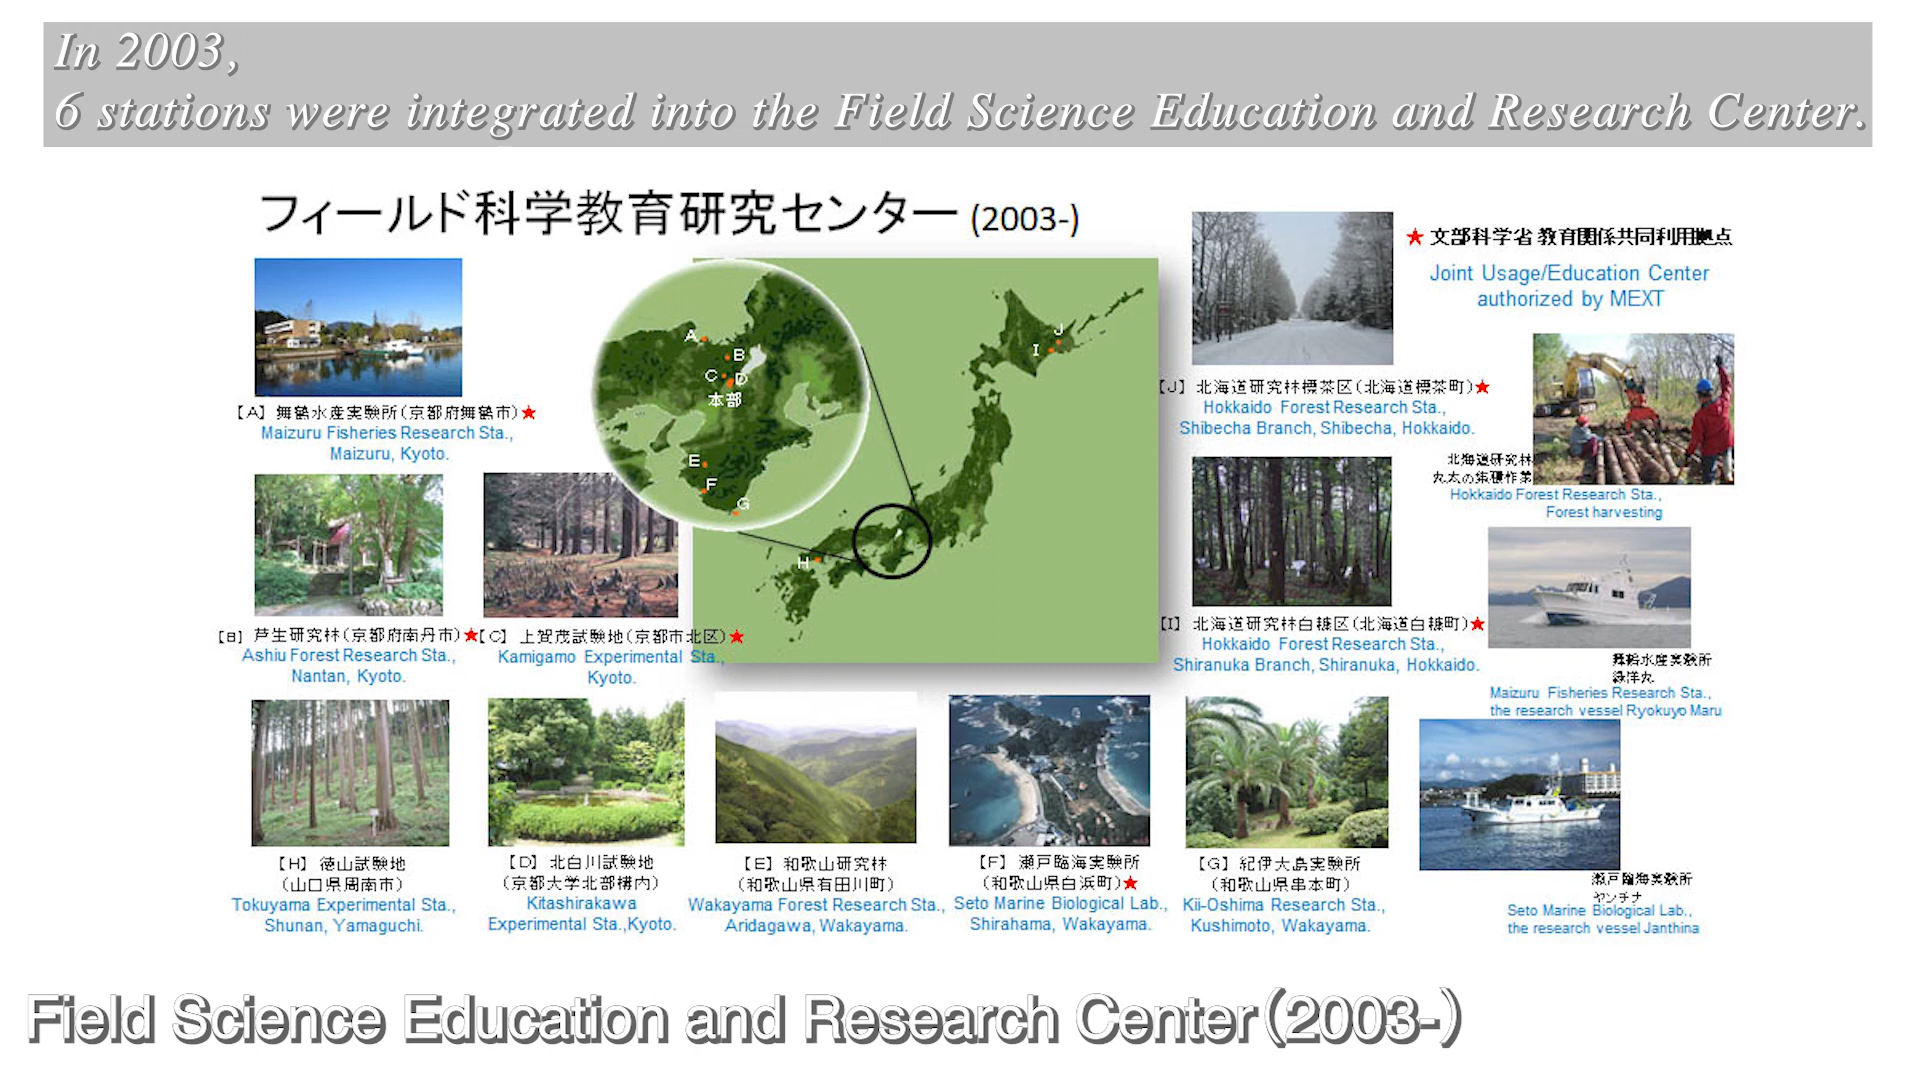 In 2003,
6 stations were integrated into the Field Science Education and Research Center.
フィールド科学教育研究センター (2003-)
★ 文部科学省 教育関係共同利用拠点
Joint Usage/Education Center
authorized by MEXT
A
B
C
D
本部
E
F
G
H
I
J
【A】舞鶴水産実験所(京都府舞鶴市)★
Maizuru Fisheries Research Sta.,
Maizuru, Kyoto.
【B】芦生研究林(京都府南丹市)★
Ashiu Forest Research Sta.,
Nantan, Kyoto.
【C】上賀茂試験地(京都市北区)★
Kamigamo Experimental Sta.,
Kyoto.
【J】北海道研究林標茶区(北海道標茶町)★
Hokkaido Forest Research Sta.,
Shibecha Branch, Shibecha, Hokkaido.
北海道研究林
丸太の集積作業
Hokkaido Forest Research Sta.,
Forest harvesting
【I】北海道研究林白糠区(北海道白糠町)★
Hokkaido Forest Research Sta.,
Shiranuka Branch, Shiranuka, Hokkaido.
舞鶴水産実験所
緑洋丸
Maizuru Fisheries Research Sta.,
the research vessel Ryokuyo Maru
【H】徳山試験地
(山口県周南市)
Tokuyama Experimental Sta.,
Shunan, Yamaguchi.
【D】北白川試験地
(京都大学北部構内)
Kitashirakawa
Experimental Sta.,Kyoto.
【E】和歌山研究林
(和歌山県有田川町)
Wakayama Forest Research Sta.,
Aridagawa, Wakayama.
【F】瀬戸臨海実験所
(和歌山県白浜町)★
Seto Marine Biological Lab.,
Shirahama, Wakayama.
【G】紀伊大島実験所
(和歌山県串本町)
Kii-Oshima Research Sta.,
Kushimoto, Wakayama.
瀬戸臨海実験所
ヤンチナ
Seto Marine Biological Lab.,
the research vessel Janthina
Field Science Education and Research Center(2003-)